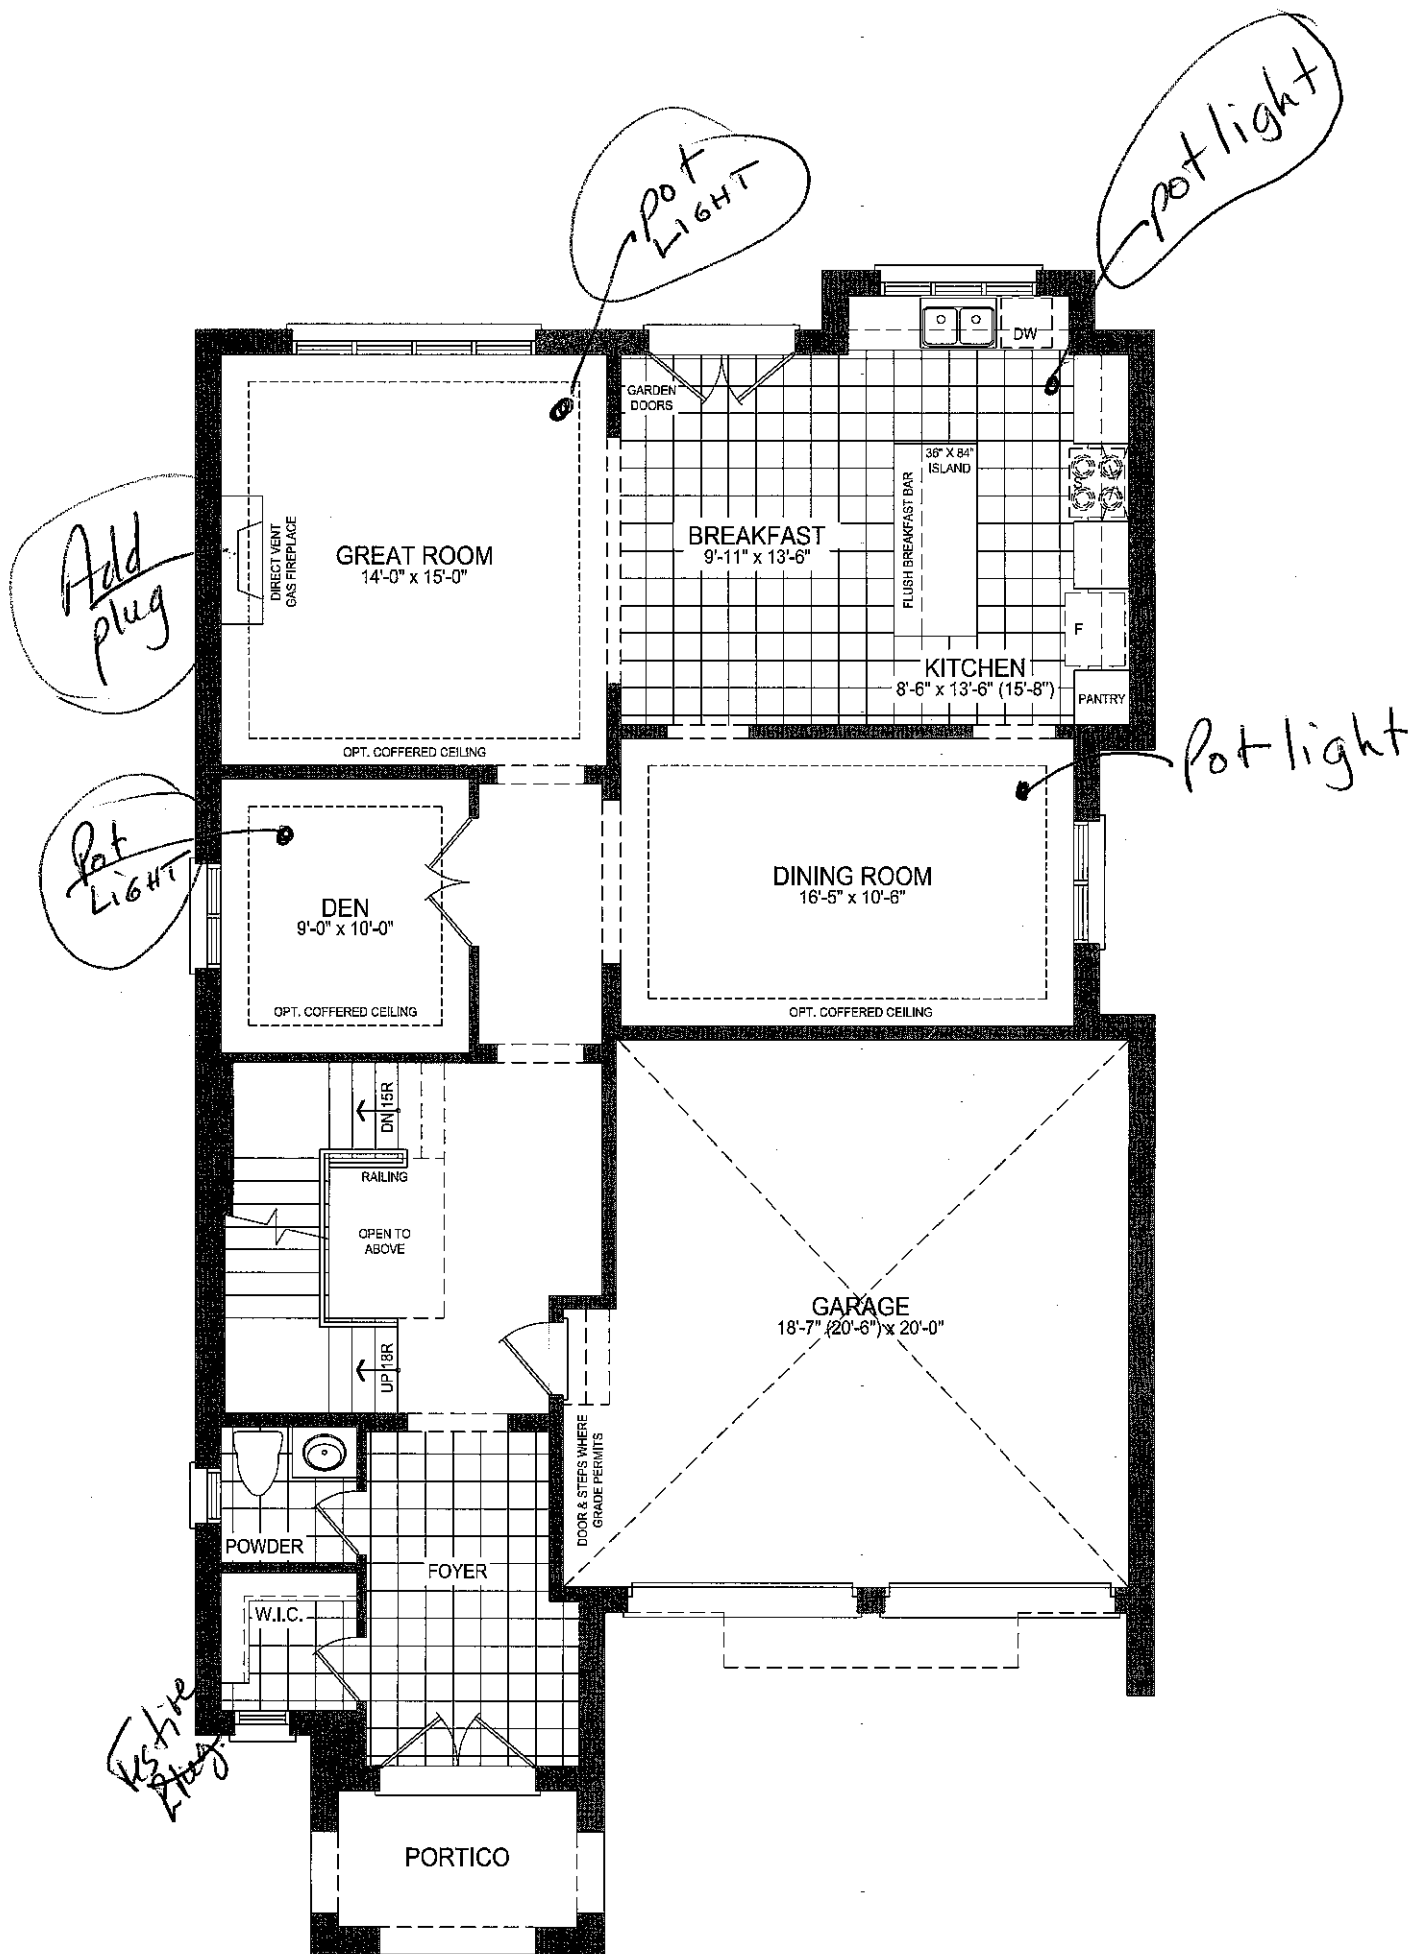 pot light
pot
LIGHT
DW
GARDEN
DOORS
36" X 84"
ISLAND
FLUSH BREAKFAST BAR
S
Add
plug
DIRECT VENT
GAS FIREPLACE
GREAT ROOM
14'-0" x 15'-0"
BREAKFAST
9'-11" x 13'-6"
F
KITCHEN
8'-6" x 13'-6" (15'-8")
PANTRY
OPT. COFFERED CEILING
Pot light
Pot
LIGHT
DEN
9'-0" x 10'-0"
DINING ROOM
16'-5" x 10'-6"
OPT. COFFERED CEILING
OPT. COFFERED CEILING
DN 15R
RAILING
OPEN TO
ABOVE
GARAGE
18'-7" (20'-6") x 20'-0"
UP 18R
DOOR & STEPS WHERE
GRADE PERMITS
POWDER
FOYER
W.I.C.
Plug
PORTICO